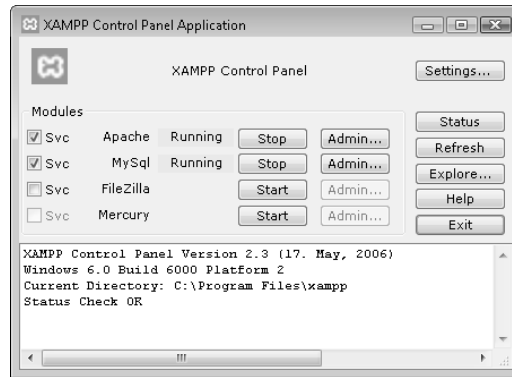 XAMPP Control Panel Application
XAMPP Control Panel
Settings...
Modules
Svc Apache Running Stop Admin...
Svc MySql Running Stop Admin...
Svc FileZilla Start Admin...
Svc Mercury Start Admin...
Status
Refresh
Explore...
Help
Exit
XAMPP Control Panel Version 2.3 (17. May, 2006)
Windows 6.0 Build 6000 Platform 2
Current Directory: C:\Program Files\xampp
Status Check OK